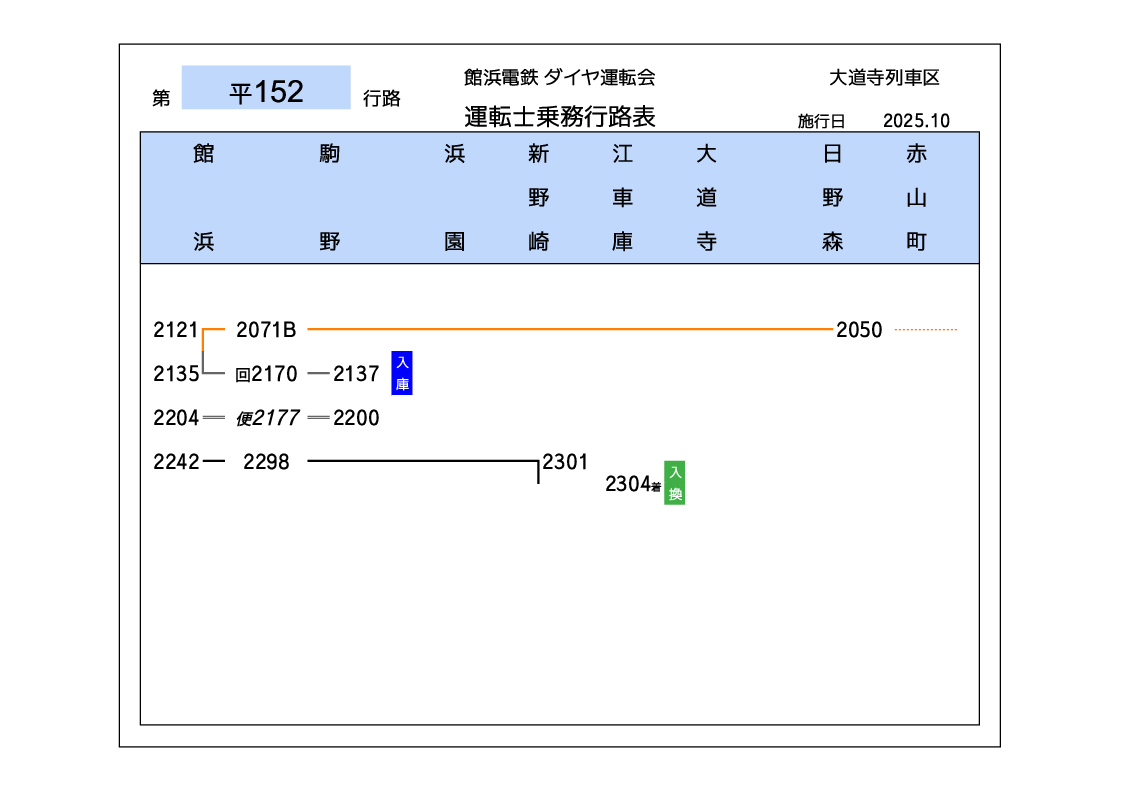 館浜電鉄 ダイヤ運転会
大道寺列車区
第 平152 行路
運転士乗務行路表
施行日 2025.10
館浜 駒野 浜園 新野崎 江車庫 大道寺 日野森 赤山町
2121 2071B 2050
2135 回2170 2137 入庫
2204 便2177 2200
2242 2298 2301
2304着 入換